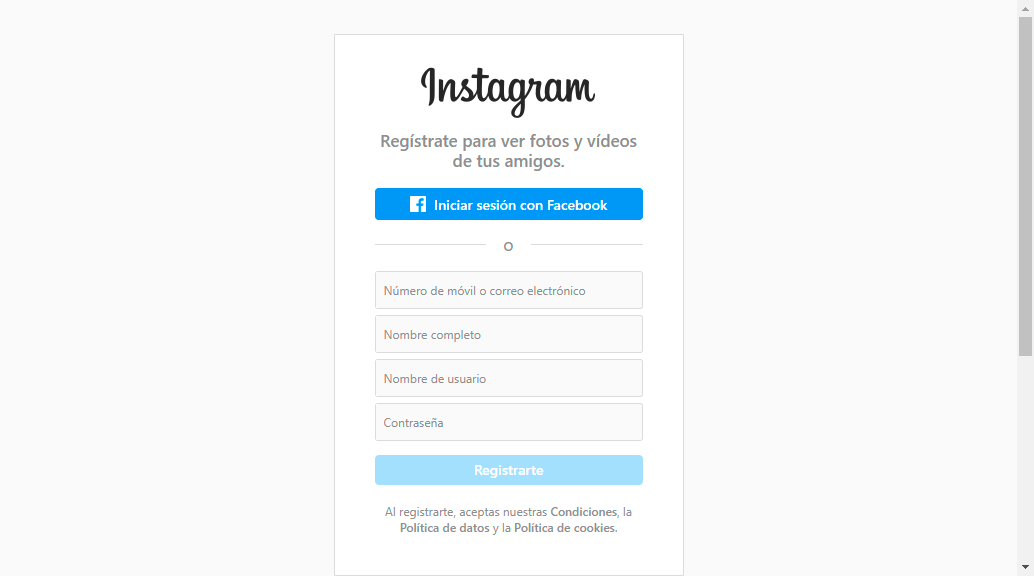 Instagram
Regístrate para ver fotos y vídeos
de tus amigos.
Iniciar sesión con Facebook
O
Número de móvil o correo electrónico
Nombre completo
Nombre de usuario
Contraseña
Registrarte
Al registrarte, aceptas nuestras Condiciones, la
Política de datos y la Política de cookies.